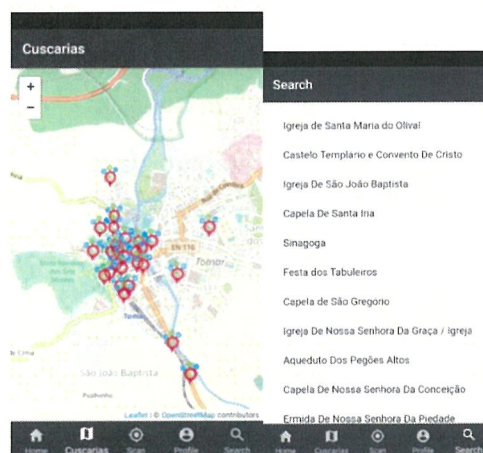 Cuscarias
+
−
EN 110
Tomar
São João Baptista
Leaflet | © OpenStreetMap contributors
Home
Cuscarias
Scan
Profile
Search
Search
Igreja de Santa Maria do Olival
Castelo Templário e Convento De Cristo
Igreja De São João Baptista
Capela De Santa Iria
Sinagoga
Festa dos Tabuleiros
Capela de São Gregorio
Igreja De Nossa Senhora Da Graça / Igreja
Aqueduto Dos Pegões Altos
Capela De Nossa Senhora Da Conceição
Ermida De Nossa Senhora Da Piedade
Home
Cuscarias
Scan
Profile
Search